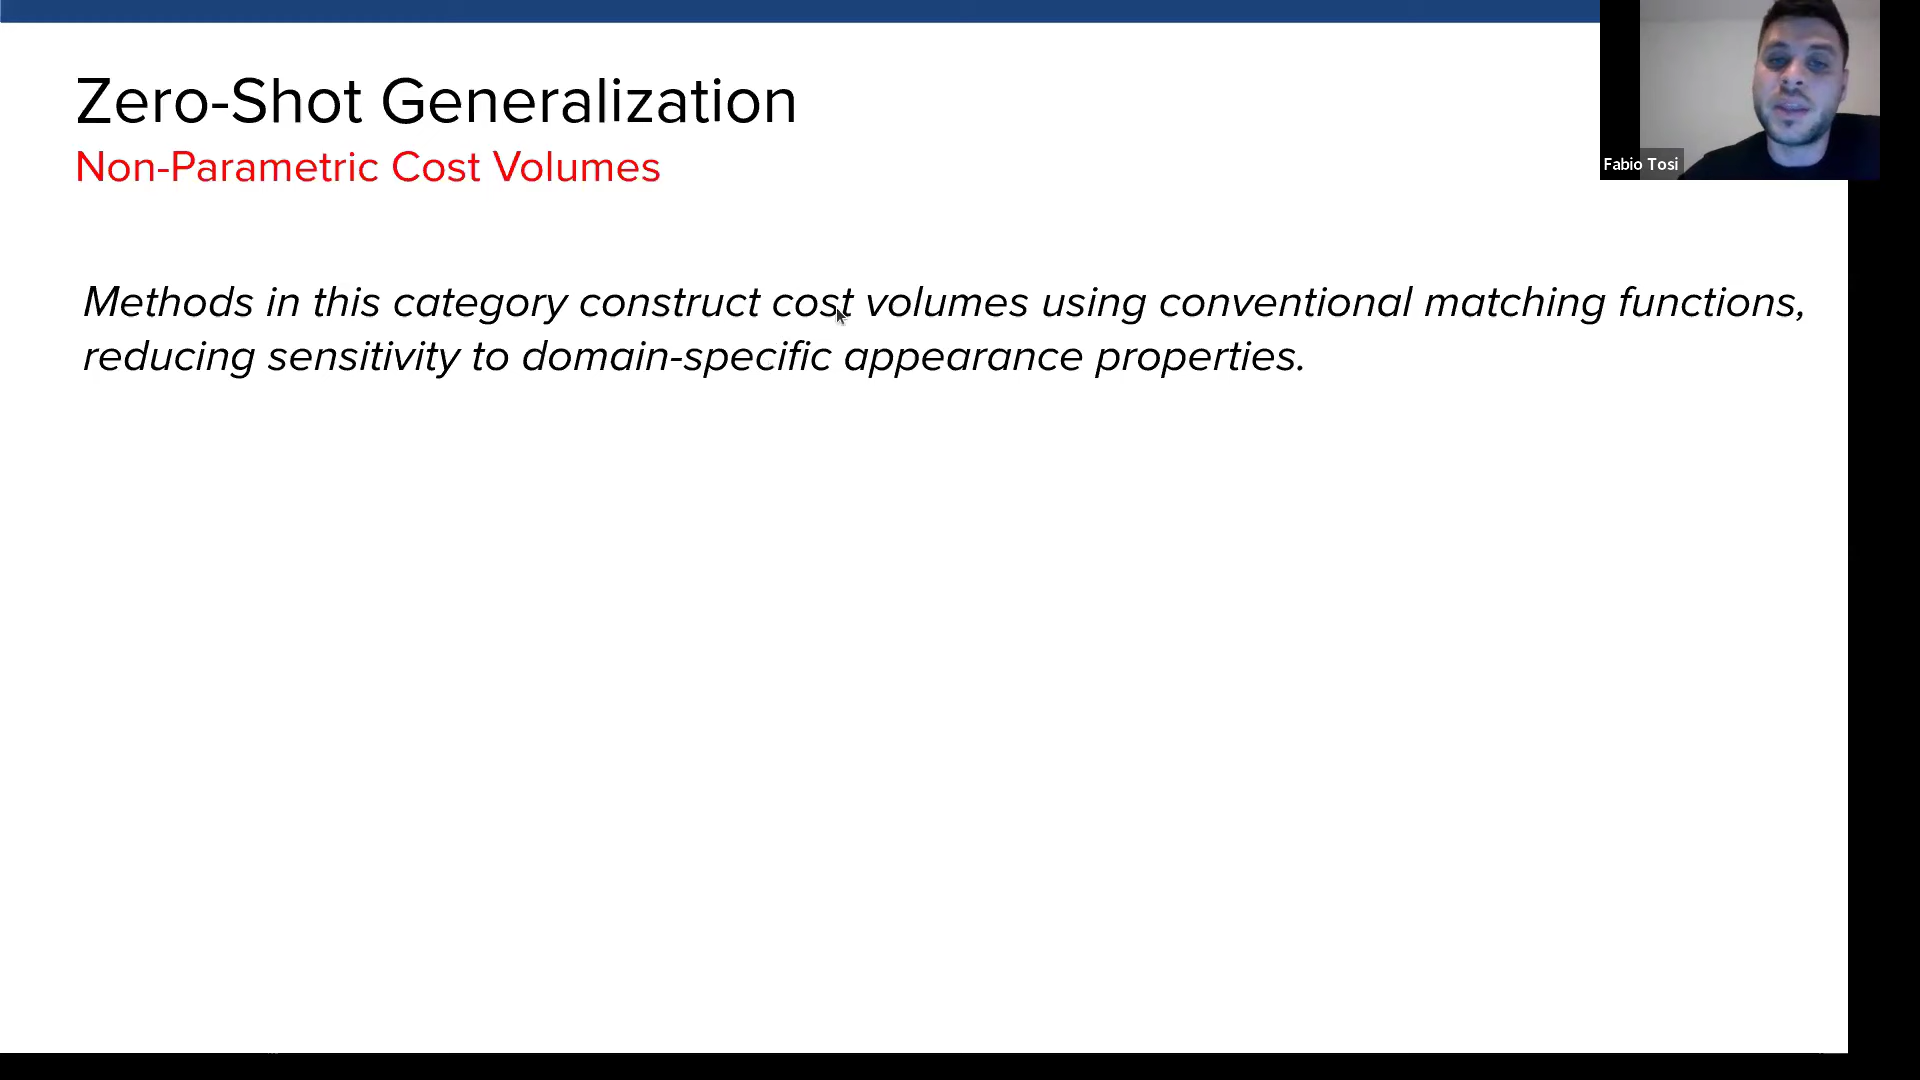 Zero-Shot Generalization
Non-Parametric Cost Volumes
Fabio Tosi
Methods in this category construct cost volumes using conventional matching functions,
reducing sensitivity to domain-specific appearance properties.